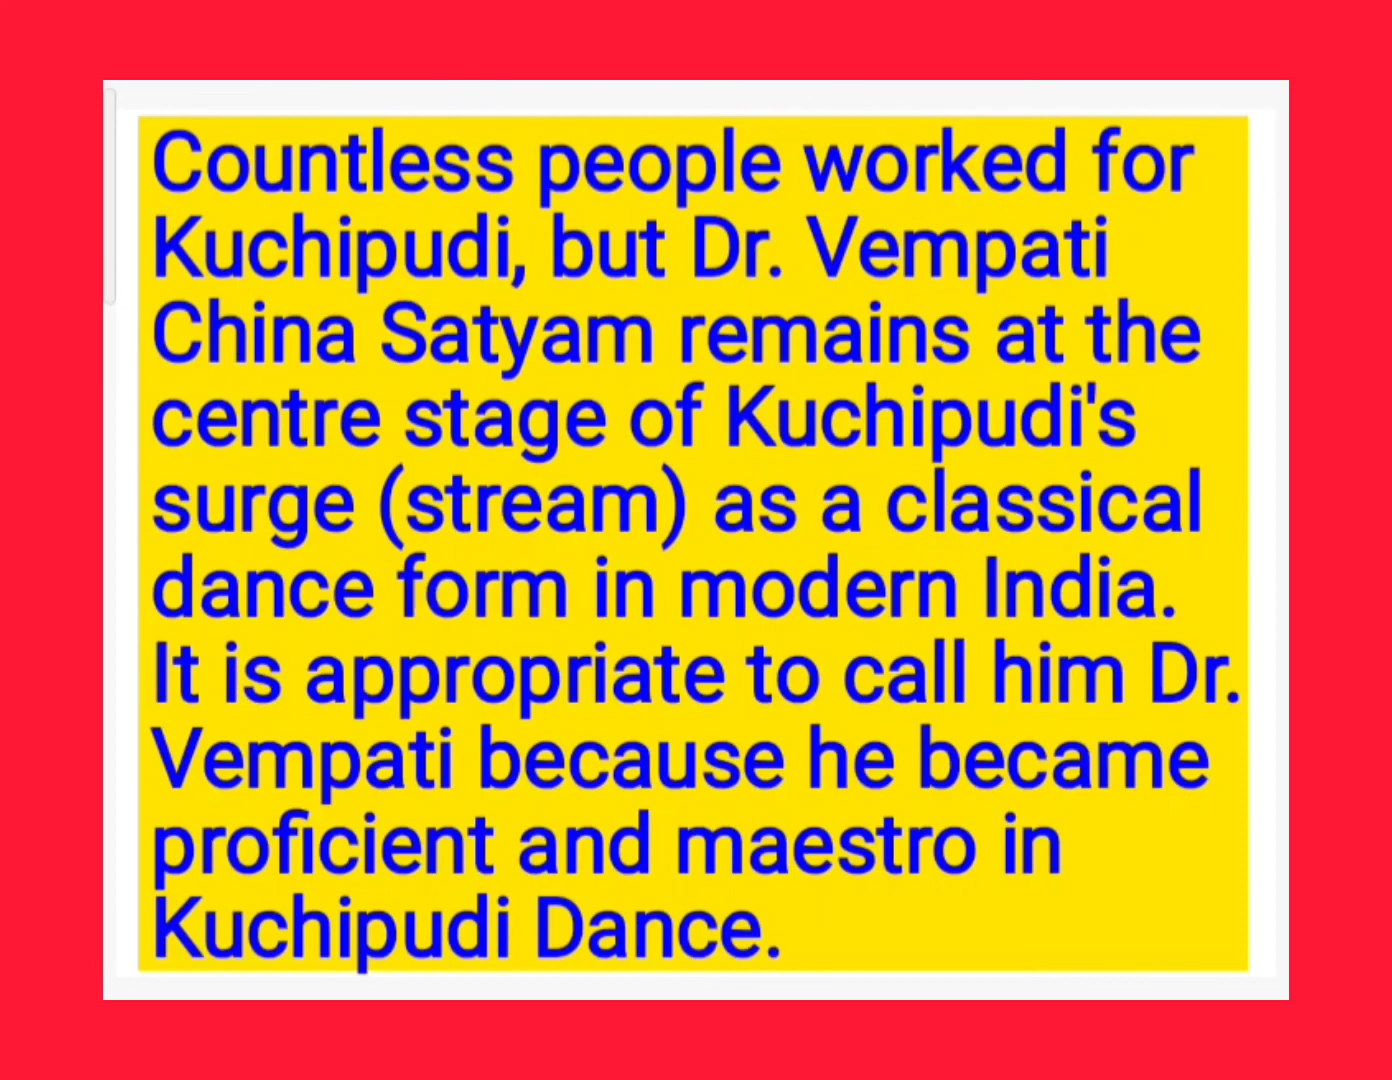 Countless people worked for
Kuchipudi, but Dr. Vempati
China Satyam remains at the
centre stage of Kuchipudi's
surge (stream) as a classical
dance form in modern India.
It is appropriate to call him Dr.
Vempati because he became
proficient and maestro in
Kuchipudi Dance.